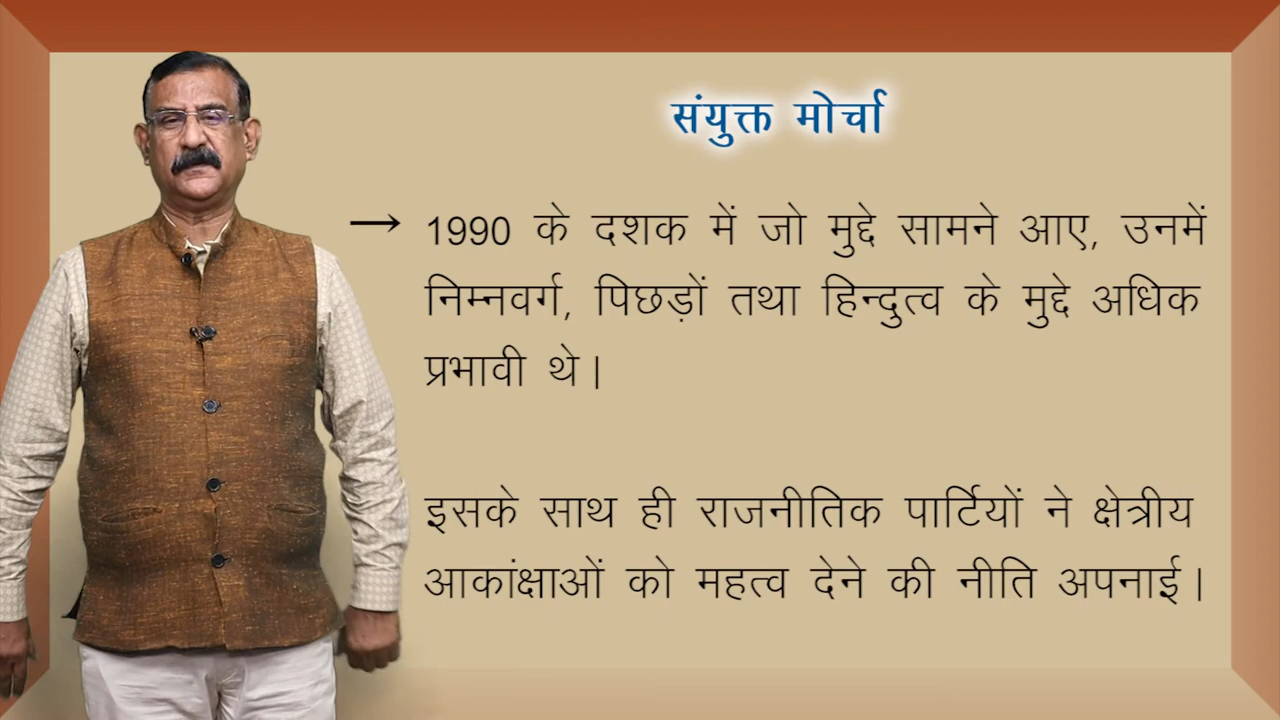 संयुक्त मोर्चा
→ 1990 के दशक में जो मुद्दे सामने आए, उनमें
निम्नवर्ग, पिछड़ों तथा हिन्दुत्व के मुद्दे अधिक
प्रभावी थे।
इसके साथ ही राजनीतिक पार्टियों ने क्षेत्रीय
आकांक्षाओं को महत्व देने की नीति अपनाई।